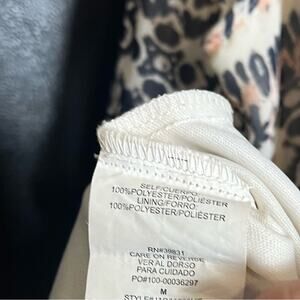 SELF/CUERPO:
100%POLYESTER/POLIÉSTER
LINING/FORRO:
100%POLYESTER/POLIÉSTER
RN#39831
CARE ON REVERSE
VER AL DORSO
PARA CUIDADO
PO#100-00036297
M